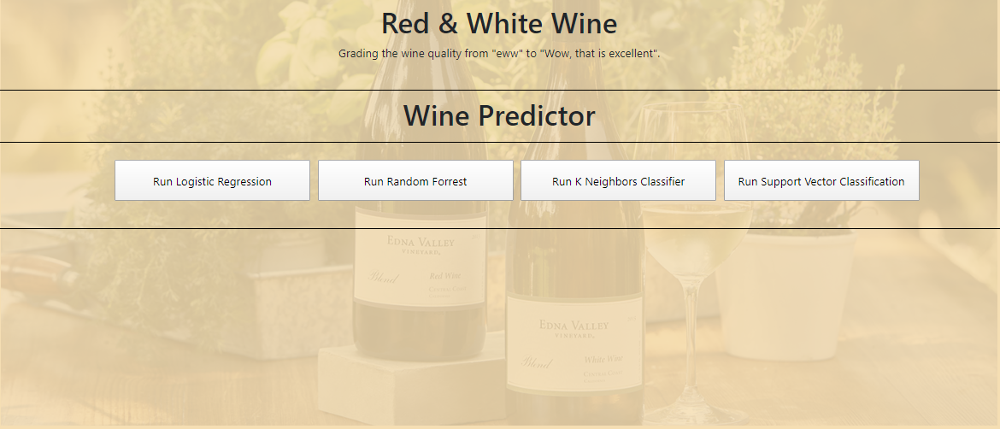 Red & White Wine
Grading the wine quality from "eww" to "Wow, that is excellent".
Wine Predictor
Run Logistic Regression
Run Random Forrest
Run K Neighbors Classifier
Run Support Vector Classification
EDNA VALLEY
VINEYARD®
Blend
Red Wine
EDNA VALLEY
VINEYARD®
Blend
White Wine